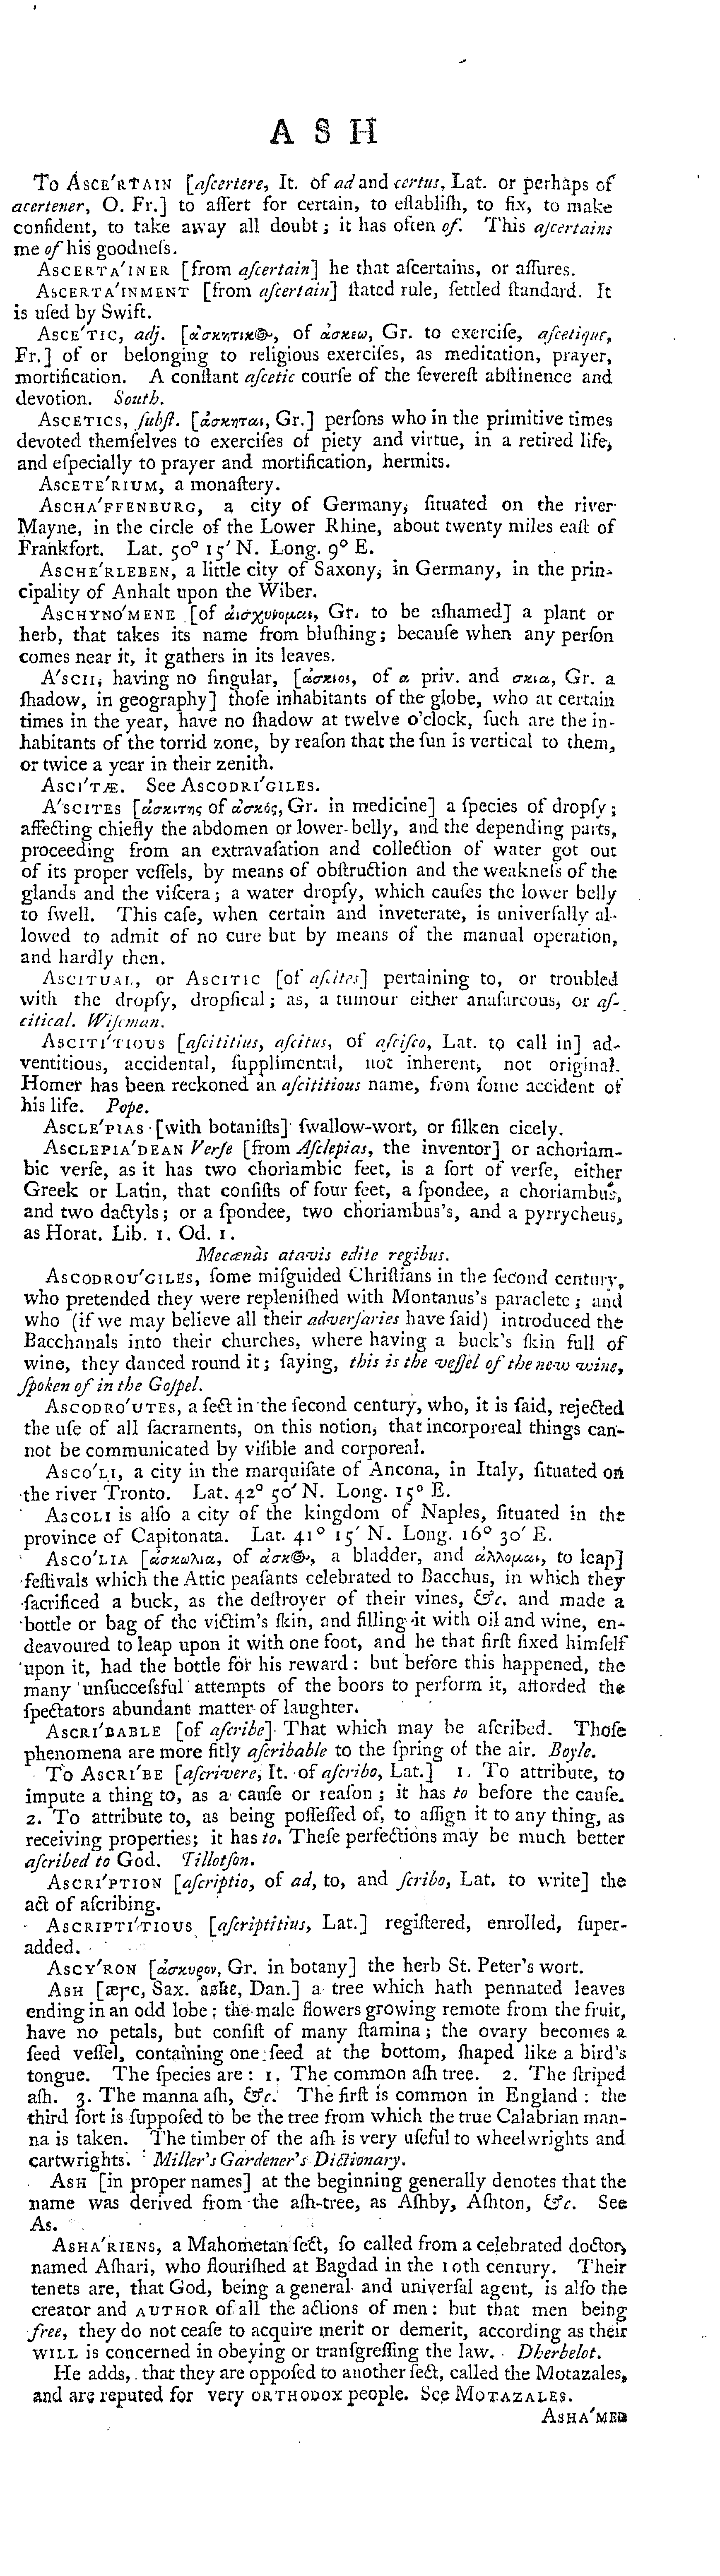 A S H
To Asce′rtain [aſcertere, It. of ad and certus, Lat. or perhaps of
acertener, O. Fr.] to aſſert for certain, to eſtabliſh, to fix, to make
confident, to take away all doubt; it has often of. This aſcertains
me of his goodneſs.
Ascerta′iner [from aſcertain] he that aſcertains, or aſſures.
Ascerta′inment [from aſcertain] ſtated rule, ſettled ſtandard. It
is uſed by Swift.
Asce′tic, adj. [ἀσκητικ@, of ἀσκεω, Gr. to exerciſe, aſcetique,
Fr.] of or belonging to religious exerciſes, as meditation, prayer,
mortification. A conſtant aſcetic courſe of the ſevereſt abſtinence and
devotion. South.
Ascetics, ſubſt. [ἀσκηται, Gr.] perſons who in the primitive times
devoted themſelves to exerciſes of piety and virtue, in a retired life,
and eſpecially to prayer and mortification, hermits.
Ascete′rium, a monaſtery.
Ascha′ffenburg, a city of Germany, ſituated on the river
Mayne, in the circle of the Lower Rhine, about twenty miles eaſt of
Frankfort. Lat. 50° 15′ N. Long. 9° E.
Asche′rleben, a little city of Saxony, in Germany, in the prin-
cipality of Anhalt upon the Wiber.
Aschyno′mene [of ἀισχυνομαι, Gr. to be aſhamed] a plant or
herb, that takes its name from bluſhing; becauſe when any perſon
comes near it, it gathers in its leaves.
A′scii, having no ſingular, [ἀσκιοι, of α priv. and σκια, Gr. a
ſhadow, in geography] thoſe inhabitants of the globe, who at certain
times in the year, have no ſhadow at twelve o'clock, ſuch are the in-
habitants of the torrid zone, by reaſon that the ſun is vertical to them,
or twice a year in their zenith.
Asci′tæ. See Ascodri′giles.
A′scites [ἀσκιτης of ἀσκός, Gr. in medicine] a ſpecies of dropſy;
affecting chiefly the abdomen or lower-belly, and the depending parts,
proceeding from an extravaſation and collection of water got out
of its proper veſſels, by means of obſtruction and the weakneſs of the
glands and the viſcera; a water dropſy, which cauſes the lower belly
to ſwell. This caſe, when certain and inveterate, is univerſally al-
lowed to admit of no cure but by means of the manual operation,
and hardly then.
Ascitual, or Ascitic [of aſcites] pertaining to, or troubled
with the dropſy, dropſical; as, a tumour either anaſarcous, or aſ-
citical. Wiſeman.
Asciti′tious [aſcititius, aſcitus, of aſciſco, Lat. to call in] ad-
ventitious, accidental, ſupplimental, not inherent, not original.
Homer has been reckoned an aſcititious name, from ſome accident of
his life. Pope.
Ascle′pias [with botaniſts] ſwallow-wort, or ſilken cicely.
Asclepia′dean Verſe [from Aſclepias, the inventor] or achoriam-
bic verſe, as it has two choriambic feet, is a ſort of verſe, either
Greek or Latin, that conſiſts of four feet, a ſpondee, a choriambus,
and two dactyls; or a ſpondee, two choriambus's, and a pyrrycheus,
as Horat. Lib. 1. Od. 1.
Mecænàs atavis edite regibus.
Ascodrou′giles, ſome miſguided Chriſtians in the ſecond century,
who pretended they were repleniſhed with Montanus's paraclete; and
who (if we may believe all their adverſaries have ſaid) introduced the
Bacchanals into their churches, where having a buck's ſkin full of
wine, they danced round it; ſaying, this is the veſſel of the new wine,
ſpoken of in the Goſpel.
Ascodro′utes, a ſect in the ſecond century, who, it is ſaid, rejected
the uſe of all ſacraments, on this notion, that incorporeal things can-
not be communicated by viſible and corporeal.
Asco′li, a city in the marquiſate of Ancona, in Italy, ſituated on
the river Tronto. Lat. 42° 50′ N. Long. 15° E.
Ascoli is alſo a city of the kingdom of Naples, ſituated in the
province of Capitonata. Lat. 41° 15′ N. Long. 16° 30′ E.
Asco′lia [ἀσκωλια, of ἀσκ@, a bladder, and ἀλλομαι, to leap]
feſtivals which the Attic peaſants celebrated to Bacchus, in which they
ſacrificed a buck, as the deſtroyer of their vines, &c. and made a
bottle or bag of the victim's ſkin, and filling it with oil and wine, en-
deavoured to leap upon it with one foot, and he that firſt fixed himſelf
upon it, had the bottle for his reward: but before this happened, the
many unſucceſsful attempts of the boors to perform it, afforded the
ſpectators abundant matter of laughter.
Ascri′bable [of aſcribe] That which may be aſcribed. Thoſe
phenomena are more fitly aſcribable to the ſpring of the air. Boyle.
To Ascri′be [aſcrivere, It. of aſcribo, Lat.] 1. To attribute, to
impute a thing to, as a cauſe or reaſon; it has to before the cauſe.
2. To attribute to, as being poſſeſſed of, to aſſign it to any thing, as
receiving properties; it has to. Theſe perfections may be much better
aſcribed to God. Tillotſon.
Ascri′ption [aſcriptio, of ad, to, and ſcribo, Lat. to write] the
act of aſcribing.
Ascripti′tious [aſcriptitius, Lat.] regiſtered, enrolled, ſuper-
added.
Ascy′ron [ἀσκυρον, Gr. in botany] the herb St. Peter's wort.
Ash [æꞅc, Sax. aske, Dan.] a tree which hath pennated leaves
ending in an odd lobe; the male flowers growing remote from the fruit,
have no petals, but conſiſt of many ſtamina; the ovary becomes a
ſeed veſſel, containing one ſeed at the bottom, ſhaped like a bird's
tongue. The ſpecies are: 1. The common aſh tree. 2. The ſtriped
aſh. 3. The manna aſh, &c. The firſt is common in England: the
third ſort is ſuppoſed to be the tree from which the true Calabrian man-
na is taken. The timber of the aſh is very uſeful to wheelwrights and
cartwrights. Miller's Gardener's Dictionary.
Ash [in proper names] at the beginning generally denotes that the
name was derived from the aſh-tree, as Aſhby, Aſhton, &c. See
As.
Asha′riens, a Mahometan ſect, ſo called from a celebrated doctor,
named Aſhari, who flouriſhed at Bagdad in the 10th century. Their
tenets are, that God, being a general and univerſal agent, is alſo the
creator and AUTHOR of all the actions of men: but that men being
free, they do not ceaſe to acquire merit or demerit, according as their
WILL is concerned in obeying or tranſgreſſing the law. Dherbelot.
He adds, that they are oppoſed to another ſect, called the Motazales,
and are reputed for very ORTHODOX people. See Motazales.
Asha′med